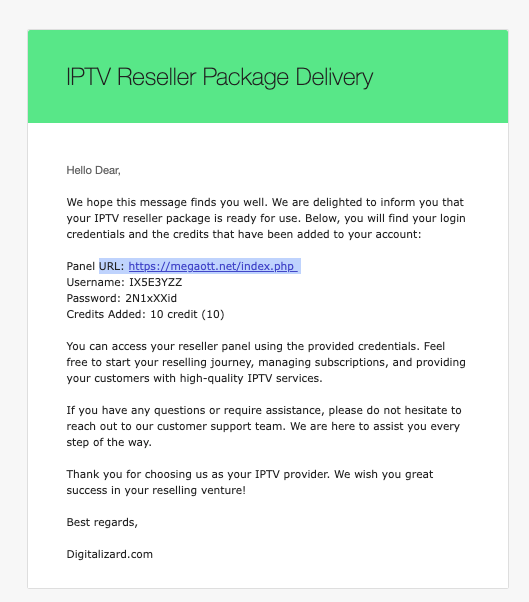 IPTV Reseller Package Delivery
Hello Dear,
We hope this message finds you well. We are delighted to inform you that
your IPTV reseller package is ready for use. Below, you will find your login
credentials and the credits that have been added to your account:
Panel URL: https://megaott.net/index.php
Username: IX5E3YZZ
Password: 2N1xXXid
Credits Added: 10 credit (10)
You can access your reseller panel using the provided credentials. Feel
free to start your reselling journey, managing subscriptions, and providing
your customers with high-quality IPTV services.
If you have any questions or require assistance, please do not hesitate to
reach out to our customer support team. We are here to assist you every
step of the way.
Thank you for choosing us as your IPTV provider. We wish you great
success in your reselling venture!
Best regards,
Digitalizard.com